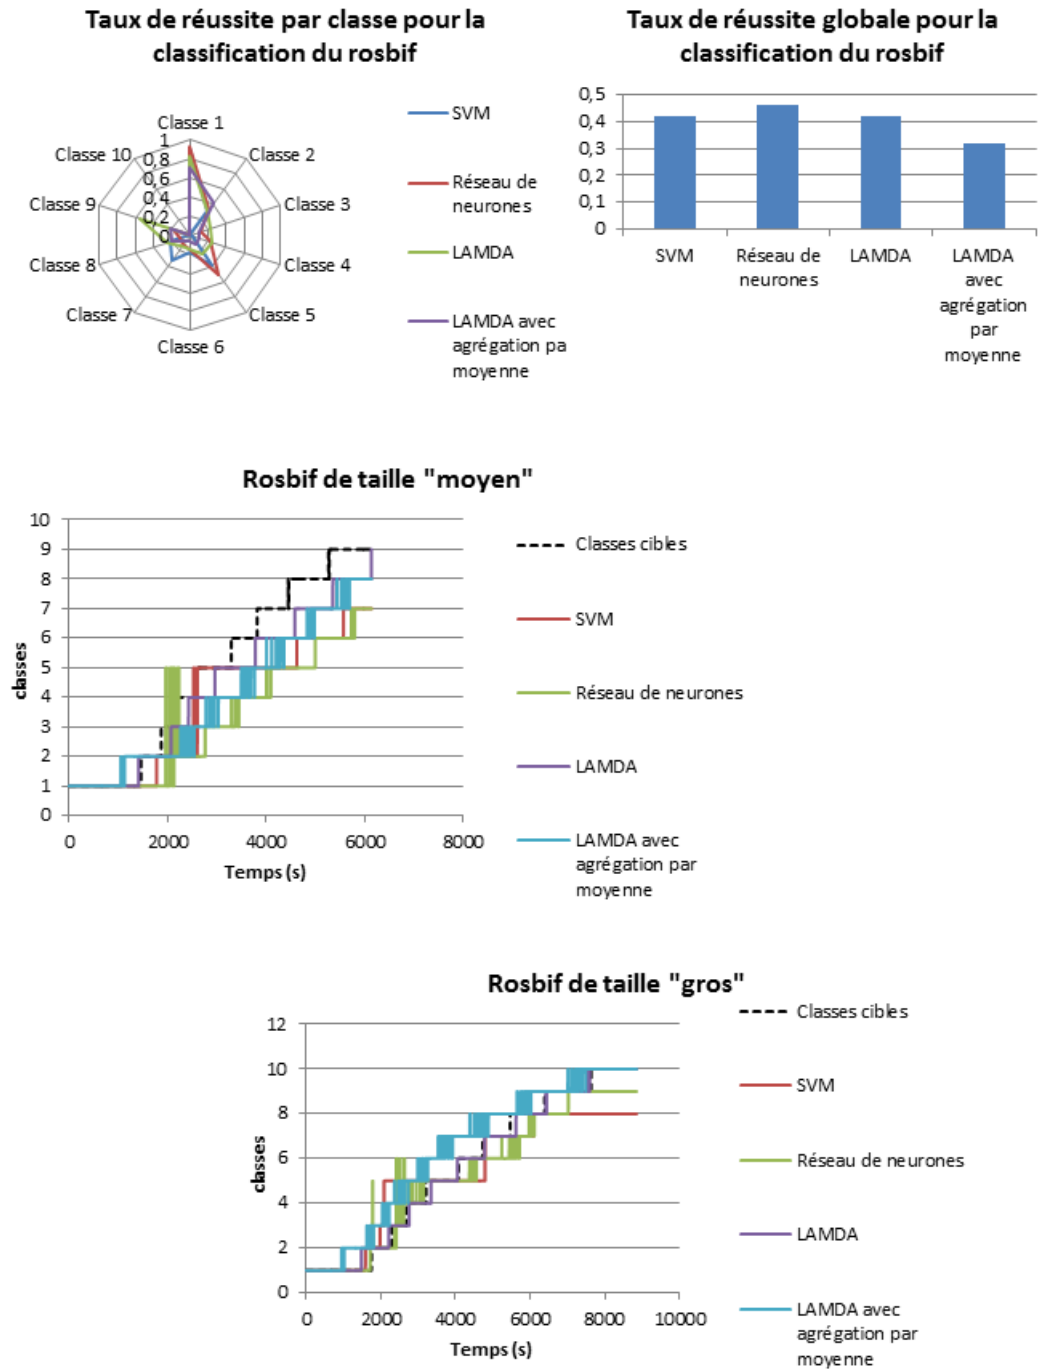 Taux de réussite par classe pour la
classification du rosbif
Classe 1
Classe 2
Classe 3
Classe 4
Classe 5
Classe 6
Classe 7
Classe 8
Classe 9
Classe 10
1
0,8
0,6
0,4
0,2
0
SVM
Réseau de
neurones
LAMDA
LAMDA avec
agrégation pa
moyenne
Taux de réussite globale pour la
classification du rosbif
0,5
0,4
0,3
0,2
0,1
0
SVM
Réseau de
neurones
LAMDA
LAMDA
avec
agrégation
par
moyenne
Rosbif de taille "moyen"
10
9
8
7
6
5
4
3
2
1
0
classes
0 2000 4000 6000 8000
Temps (s)
Classes cibles
SVM
Réseau de neurones
LAMDA
LAMDA avec
agrégation par
moyenne
Rosbif de taille "gros"
12
10
8
6
4
2
0
classes
0 2000 4000 6000 8000 10000
Temps (s)
Classes cibles
SVM
Réseau de neurones
LAMDA
LAMDA avec
agrégation par
moyenne